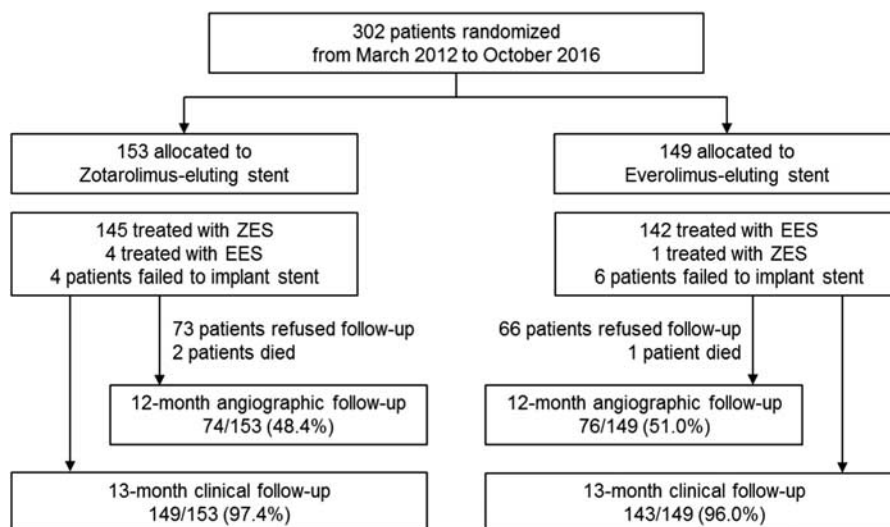 302 patients randomized
from March 2012 to October 2016
153 allocated to
Zotarolimus-eluting stent
149 allocated to
Everolimus-eluting stent
145 treated with ZES
4 treated with EES
4 patients failed to implant stent
142 treated with EES
1 treated with ZES
6 patients failed to implant stent
73 patients refused follow-up
2 patients died
66 patients refused follow-up
1 patient died
12-month angiographic follow-up
74/153 (48.4%)
12-month angiographic follow-up
76/149 (51.0%)
13-month clinical follow-up
149/153 (97.4%)
13-month clinical follow-up
143/149 (96.0%)